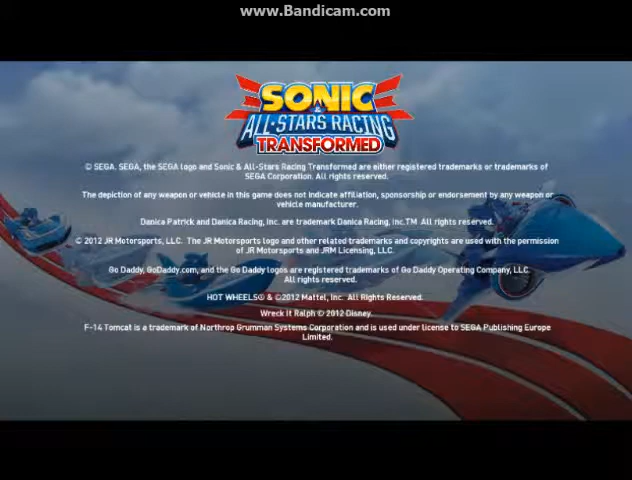 www.Bandicam.com
SONIC
&
ALL-STARS RACING
TRANSFORMED
© SEGA. SEGA, the SEGA logo and Sonic & All-Stars Racing Transformed are either registered trademarks or trademarks of
SEGA Corporation. All rights reserved.
The depiction of any weapon or vehicle in this game does not indicate affiliation, sponsorship or endorsement by any weapon or
vehicle manufacturer.
Danica Patrick and Danica Racing, Inc. are trademark Danica Racing, Inc.™ All rights reserved.
© 2012 JR Motorsports, LLC. The JR Motorsports logo and other related trademarks and copyrights are used with the permission
of JR Motorsports and JRM Licensing, LLC.
Go Daddy, GoDaddy.com, and the Go Daddy logos are registered trademarks of Go Daddy Operating Company, LLC.
All rights reserved.
HOT WHEELS® & ©2012 Mattel, Inc. All Rights Reserved.
Wreck it Ralph © 2012 Disney.
F-14 Tomcat is a trademark of Northrop Grumman Systems Corporation and is used under license to SEGA Publishing Europe
Limited.